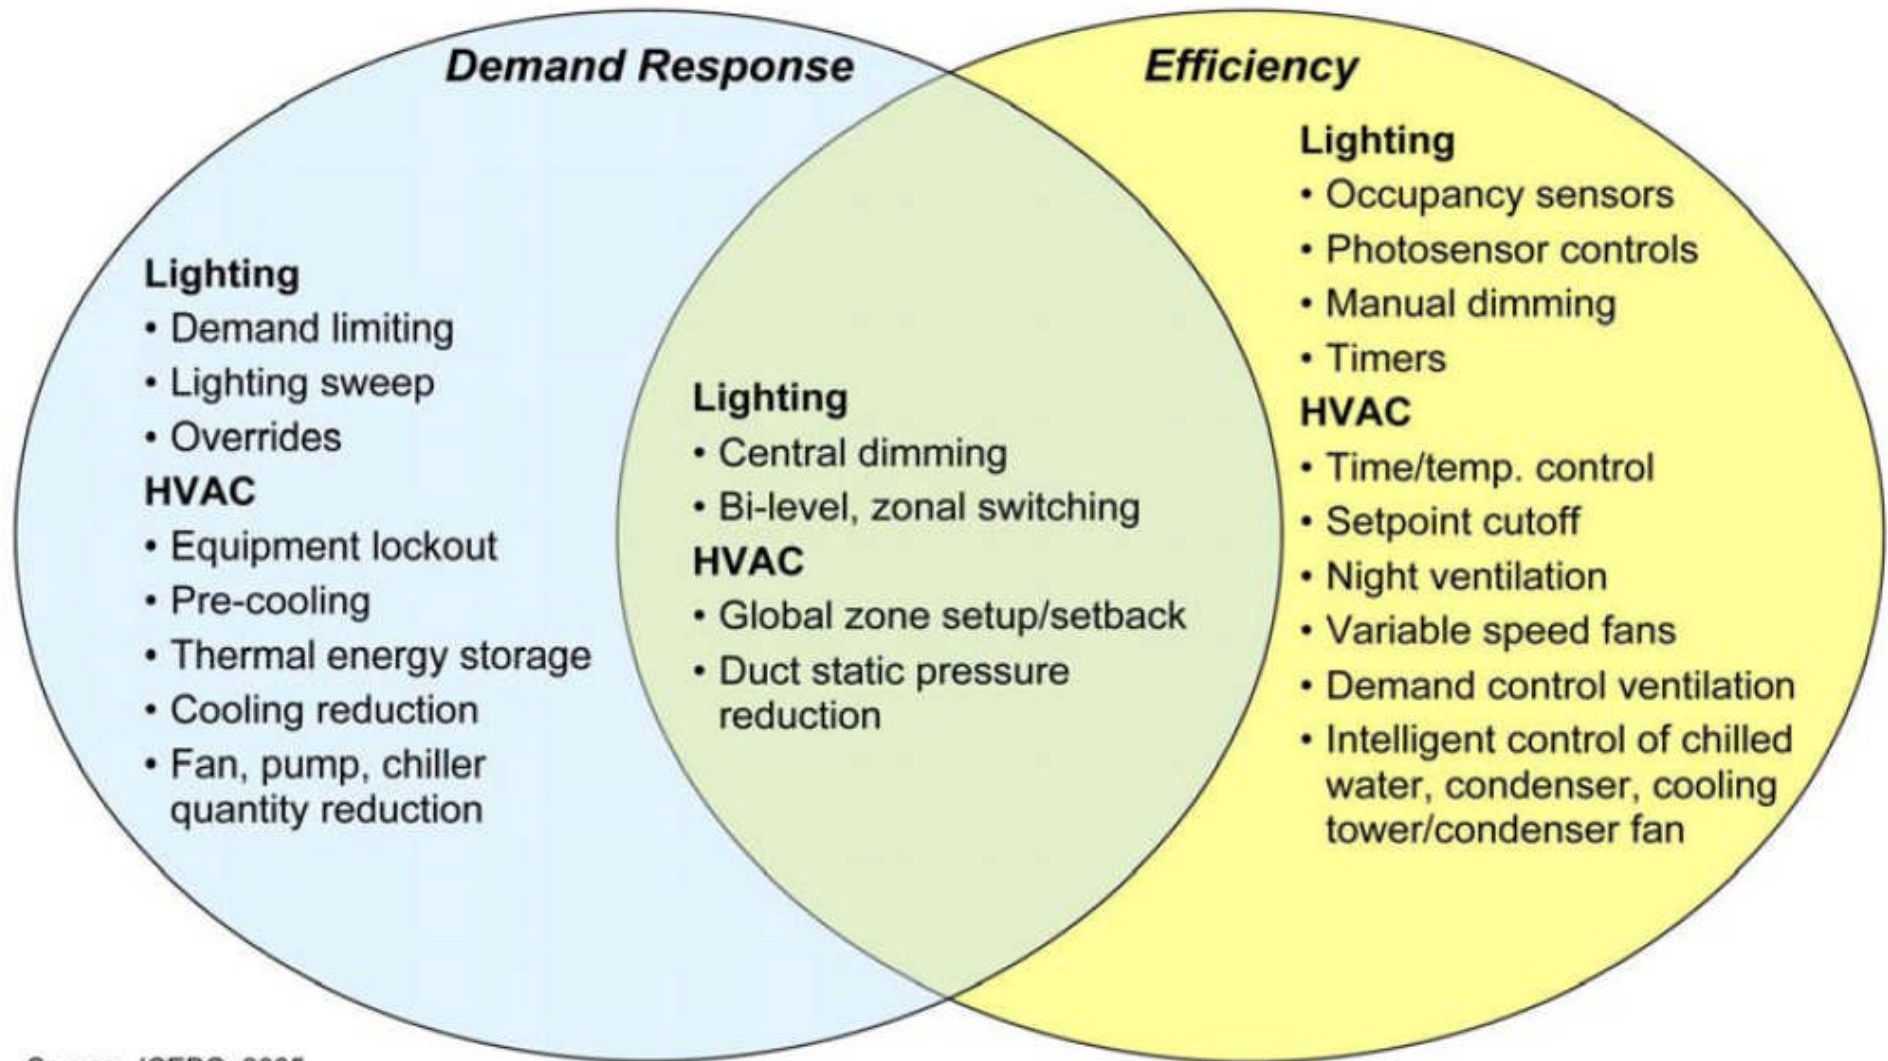 Demand Response
Lighting
• Demand limiting
• Lighting sweep
• Overrides
HVAC
• Equipment lockout
• Pre-cooling
• Thermal energy storage
• Cooling reduction
• Fan, pump, chiller
quantity reduction
Lighting
• Central dimming
• Bi-level, zonal switching
HVAC
• Global zone setup/setback
• Duct static pressure
reduction
Efficiency
Lighting
• Occupancy sensors
• Photosensor controls
• Manual dimming
• Timers
HVAC
• Time/temp. control
• Setpoint cutoff
• Night ventilation
• Variable speed fans
• Demand control ventilation
• Intelligent control of chilled
water, condenser, cooling
tower/condenser fan